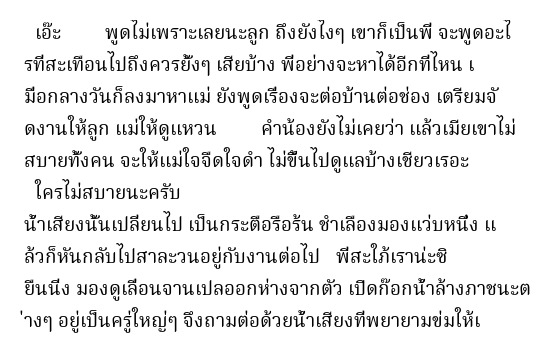 เอ๊ะ พูดไม่เพราะเลยนะลูก ถึงยังไงๆ เขาก็เป็นพี่ จะพูดอะไ
รที่สะเทือนไปถึงควรยั้งๆ เสียบ้าง พี่อย่างจะหาได้อีกที่ไหน เ
มื่อกลางวันก็ลงมาหาแม่ ยังพูดเรื่องจะต่อบ้านต่อช่อง เตรียมจั
ดงานให้ลูก แม่ให้ดูแหวน คำน้องยังไม่เคยว่า แล้วเมียเขาไม่
สบายทั้งคน จะให้แม่ใจจืดใจดำ ไม่ขึ้นไปดูแลบ้างเชียวเรอะ
ใครไม่สบายนะครับ
น้ำเสียงนั้นเปลี่ยนไป เป็นกระตือรือร้น ชำเลืองมองแว่บหนึ่ง แ
ล้วก็หันกลับไปสาละวนอยู่กับงานต่อไป พี่สะใภ้เราน่ะซิ
ยืนนิ่ง มองดูเลื่อนจานเปลออกห่างจากตัว เปิดก๊อกน้ำล้างภาชนะต
่างๆ อยู่เป็นครู่ใหญ่ๆ จึงถามต่อด้วยน้ำเสียงที่พยายามข่มให้เ